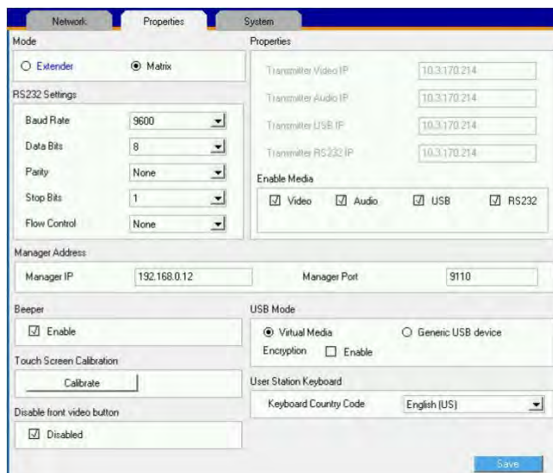 Network Properties System
Mode
Extender Matrix
RS232 Settings
Baud Rate 9600
Data Bits 8
Parity None
Stop Bits 1
Flow Control None
Properties
Transmitter Video IP 10.3.170.214
Transmitter Audio IP 10.3.170.214
Transmitter USB IP 10.3.170.214
Transmitter RS232 IP 10.3.170.214
Enable Media
Video Audio USB RS232
Manager Address
Manager IP 192.168.0.12 Manager Port 9110
Beeper
Enable
Touch Screen Calibration
Calibrate
Disable front video button
Disabled
USB Mode
Virtual Media Generic USB device
Encryption Enable
User Station Keyboard
Keyboard Country Code English (US)
Save